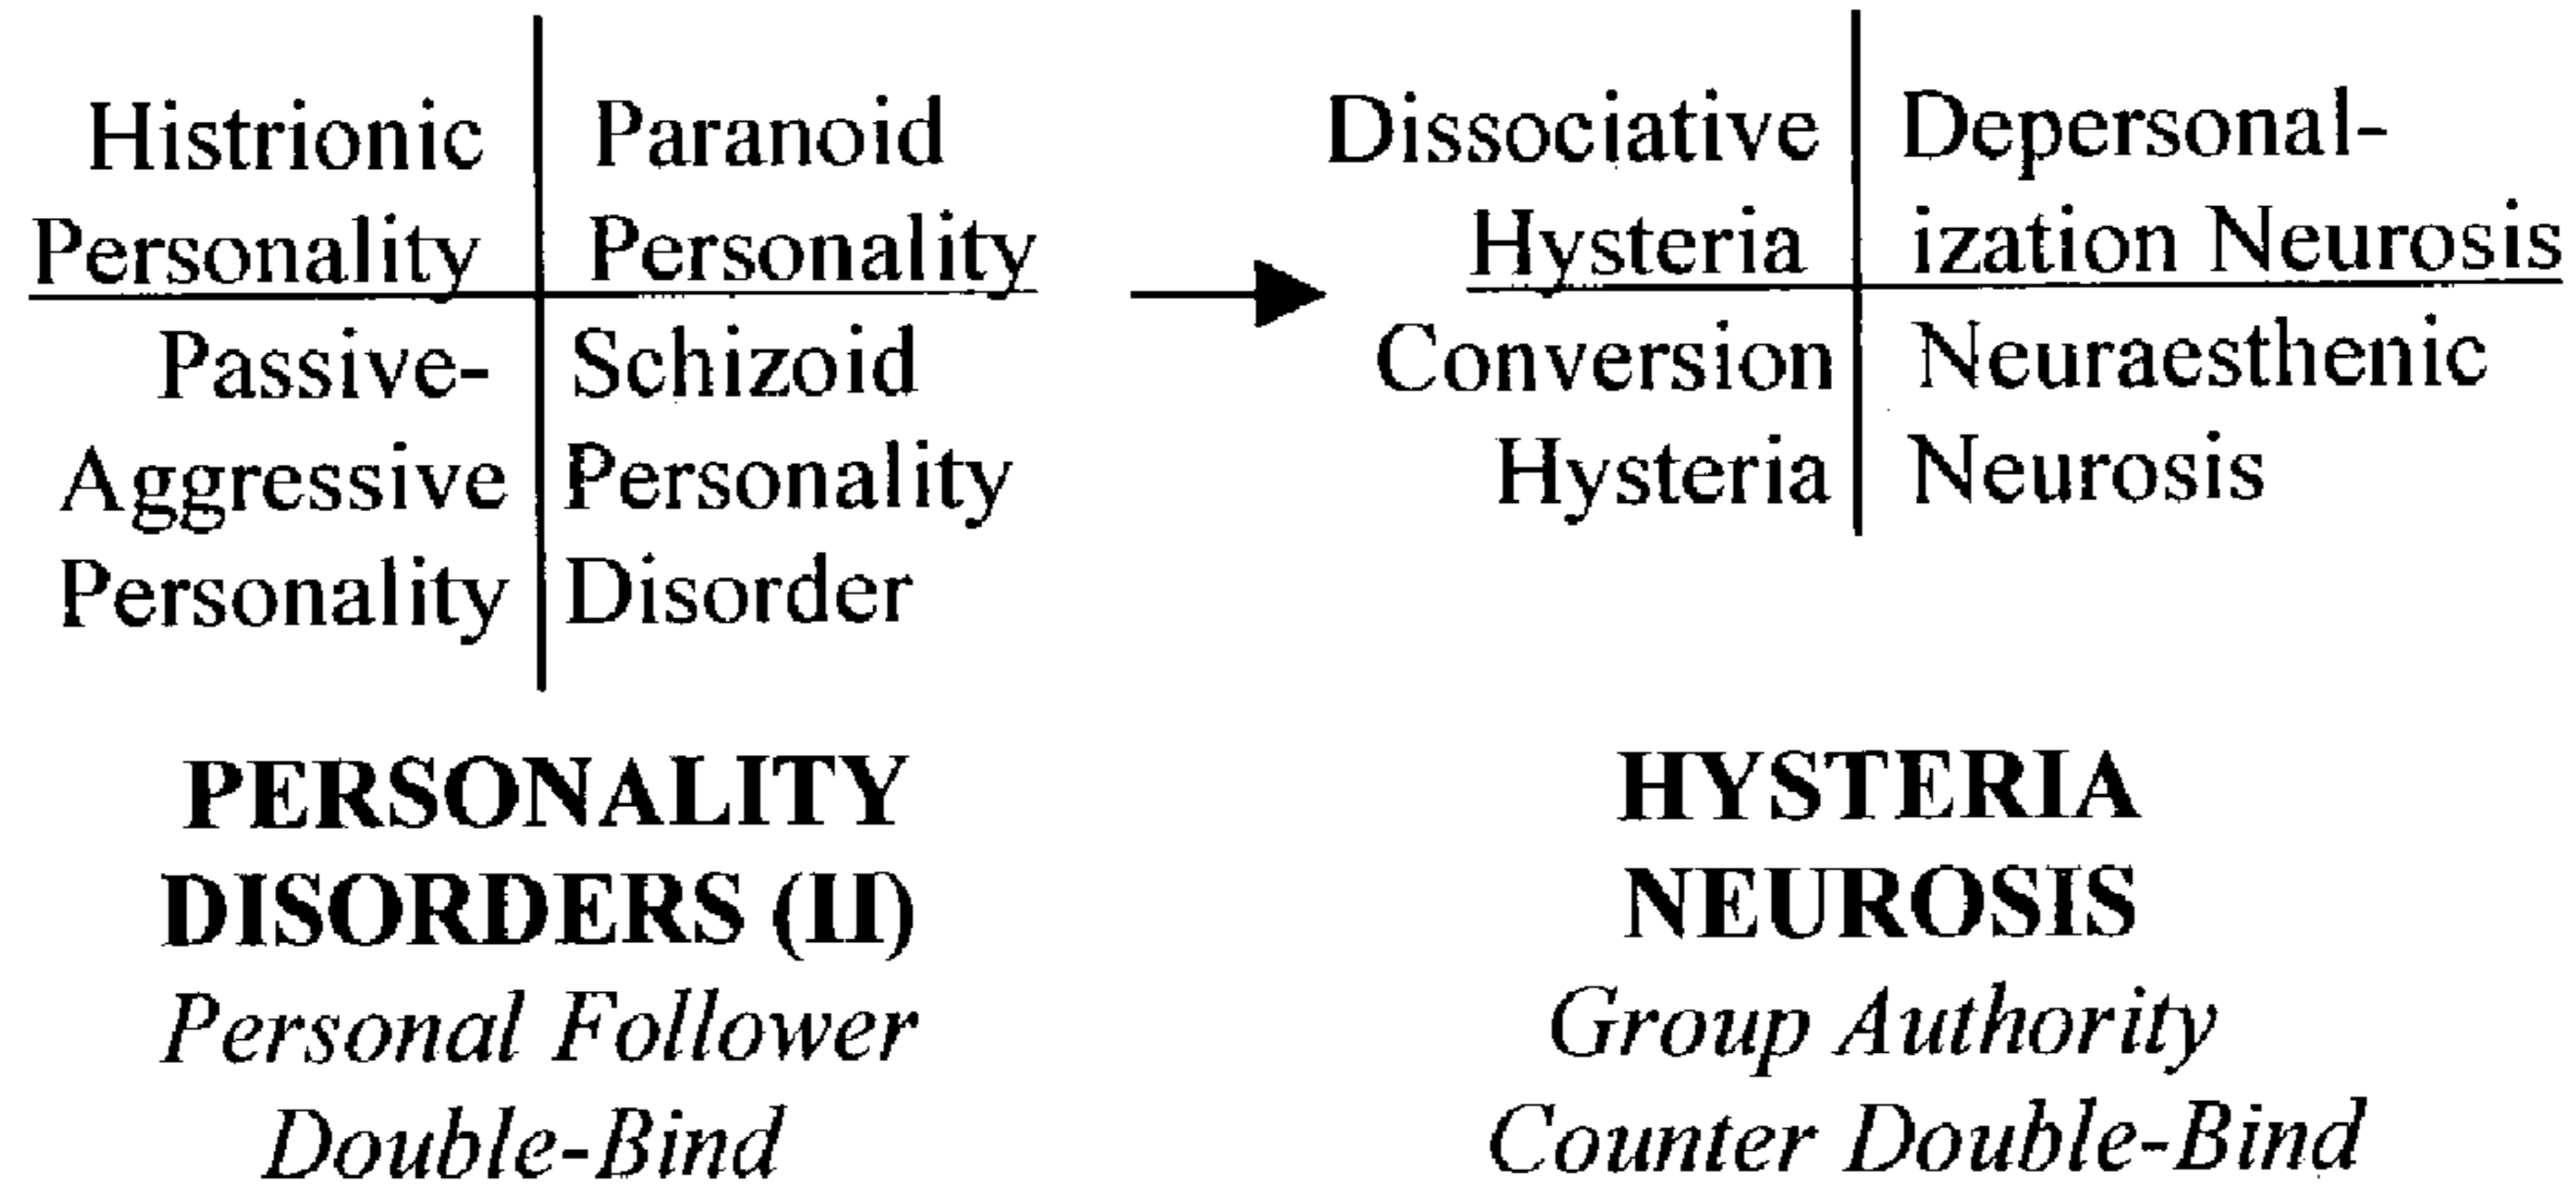 Histrionic
Personality
Paranoid
Personality
Passive-
Aggressive
Personality
Schizoid
Personality
Disorder
PERSONALITY
DISORDERS (II)
Personal Follower
Double-Bind
Dissociative
Hysteria
Depersonal-
ization Neurosis
Conversion
Hysteria
Neuraesthenic
Neurosis
HYSTERIA
NEUROSIS
Group Authority
Counter Double-Bind